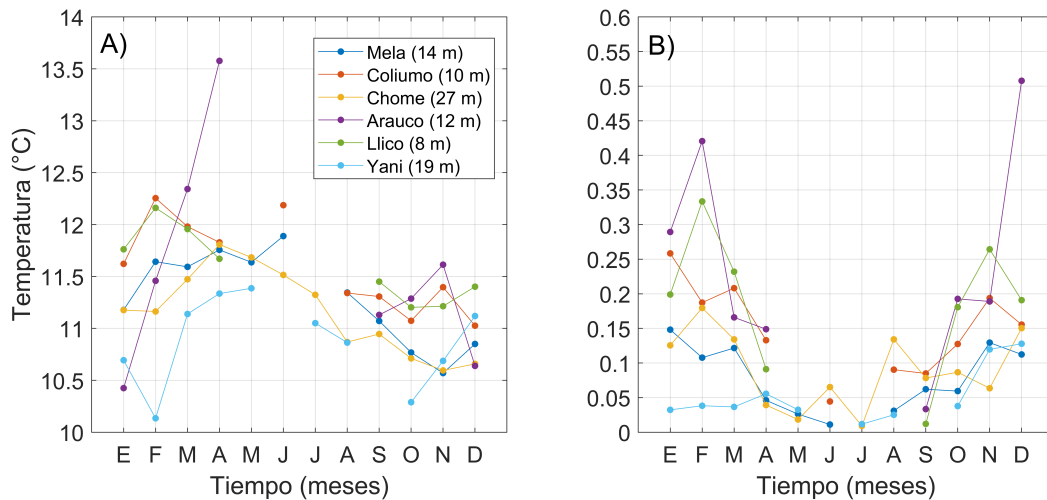 A)
Temperatura (°C)
14
13.5
13
12.5
12
11.5
11
10.5
10
Mela (14 m)
Coliumo (10 m)
Chome (27 m)
Arauco (12 m)
Llico (8 m)
Yani (19 m)
E F M A M J J A S O N D
Tiempo (meses)
B)
0.6
0.55
0.5
0.45
0.4
0.35
0.3
0.25
0.2
0.15
0.1
0.05
0
E F M A M J J A S O N D
Tiempo (meses)